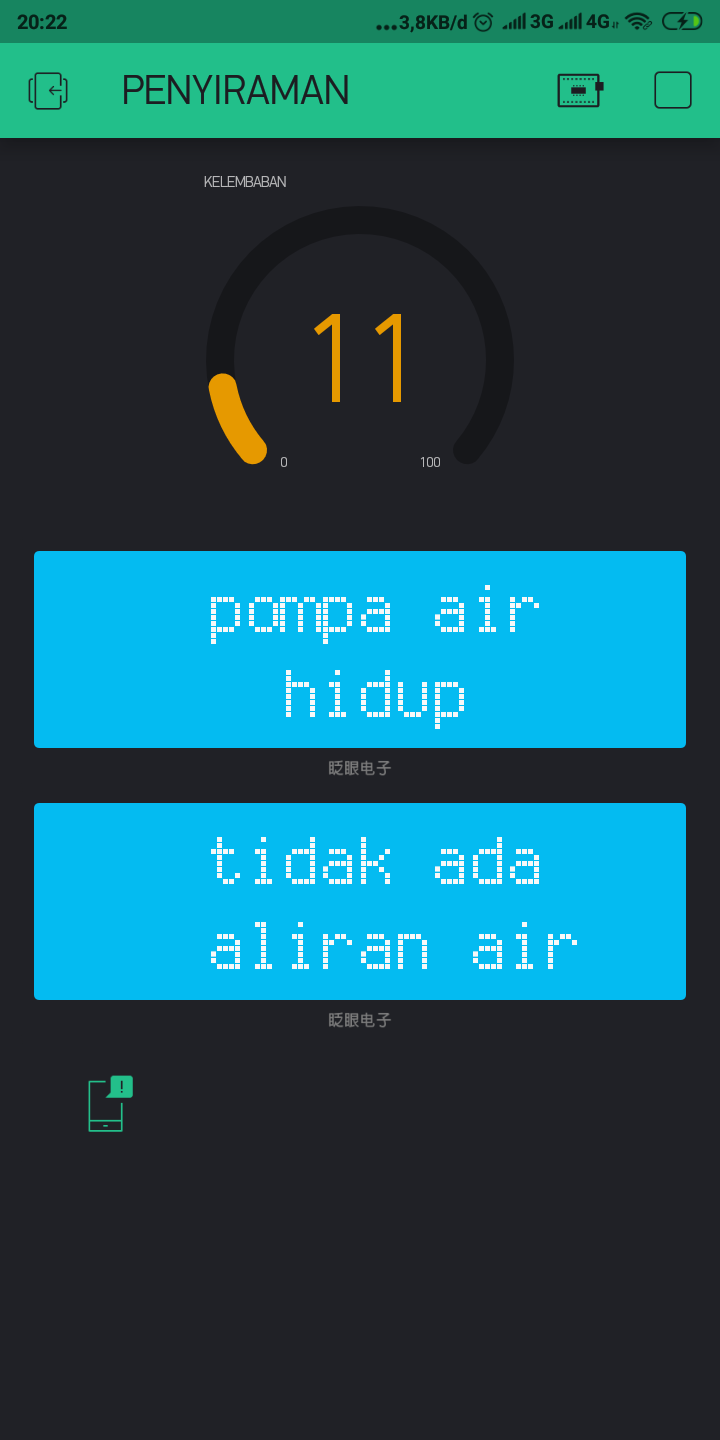 20:22
...3,8KB/d 3G 4G
PENYIRAMAN
KELEMBABAN
11
0 100
pompa air
hidup
眨眼电子
tidak ada
aliran air
眨眼电子